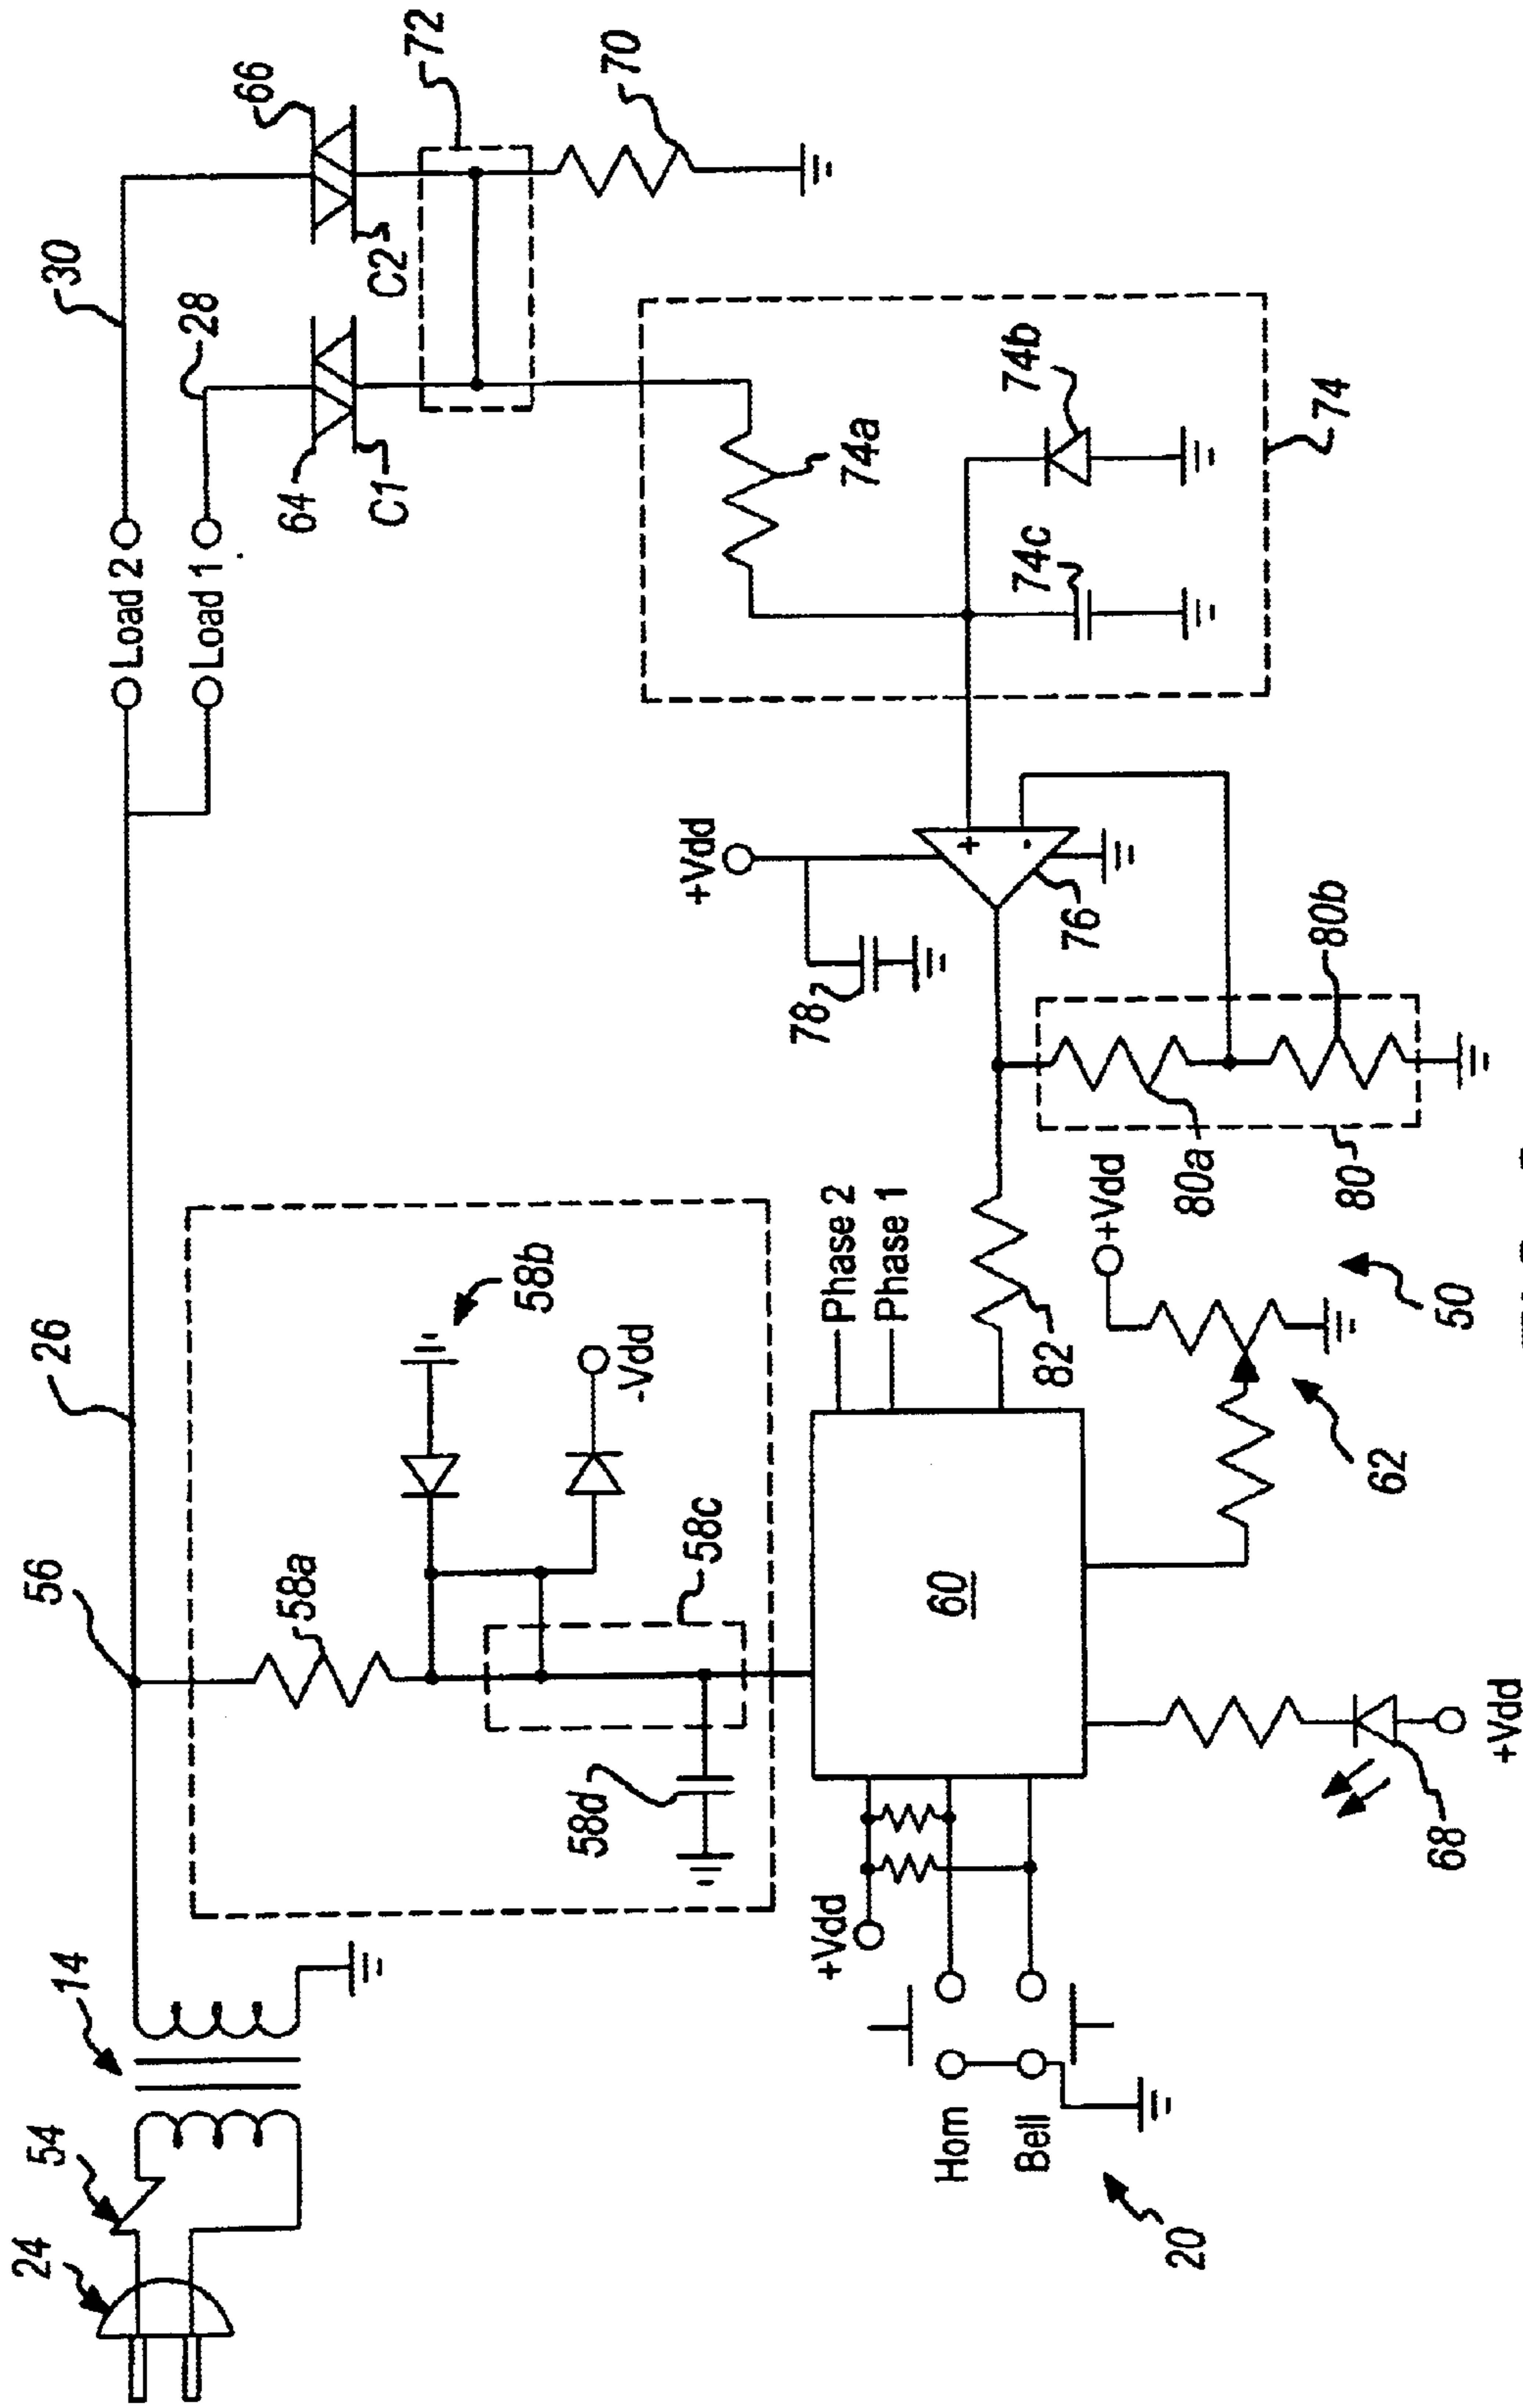 24
54
14
56
26
30
66
72
Load 2
28
Load 1
64
C1
C2
70
58a
58b
-Vdd
58c
58d
+Vdd
74a
74b
74c
74
78
+Vdd
Phase 2
Phase 1
60
Horn
Bell
20
82
76
80b
80a
80
+Vdd
62
50
68
+Vdd